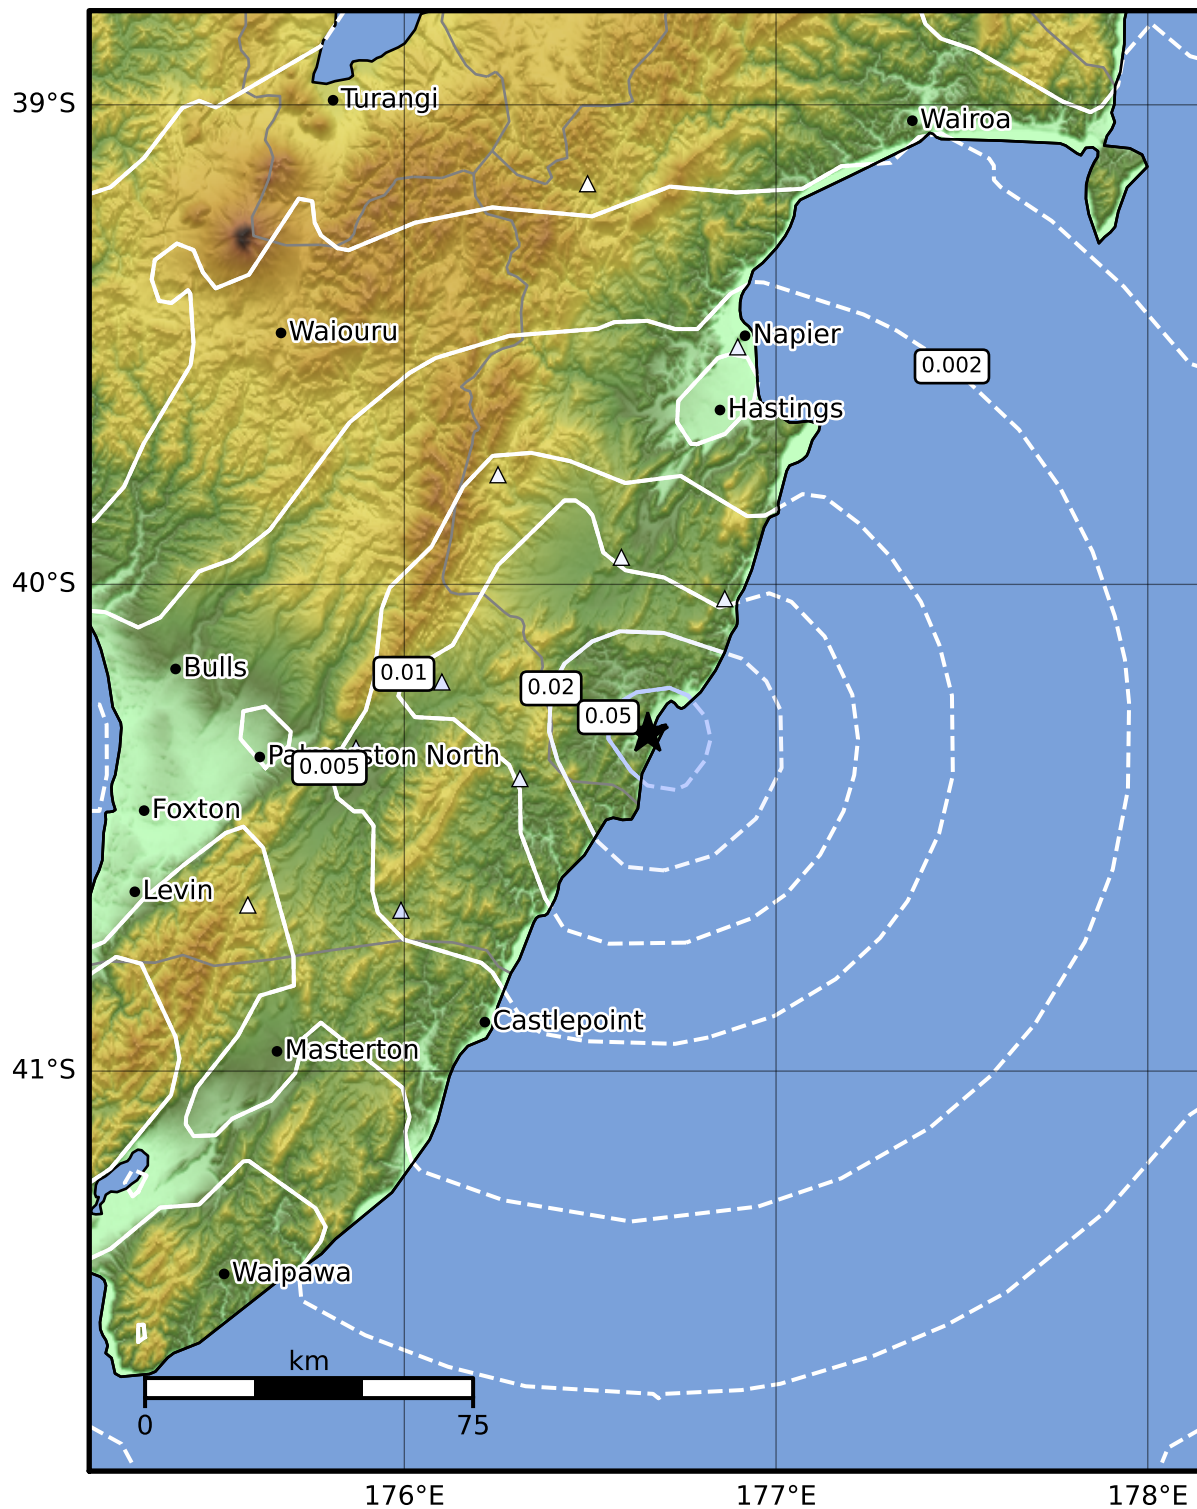 39°S
Turangi
Wairoa
Waiouru
Napier
0.002
Hastings
40°S
Bulls
0.01
0.02
0.05
Palmerston North
0.005
Foxton
Levin
Castlepoint
Masterton
41°S
Waipawa
km
0 75
176°E 177°E 178°E